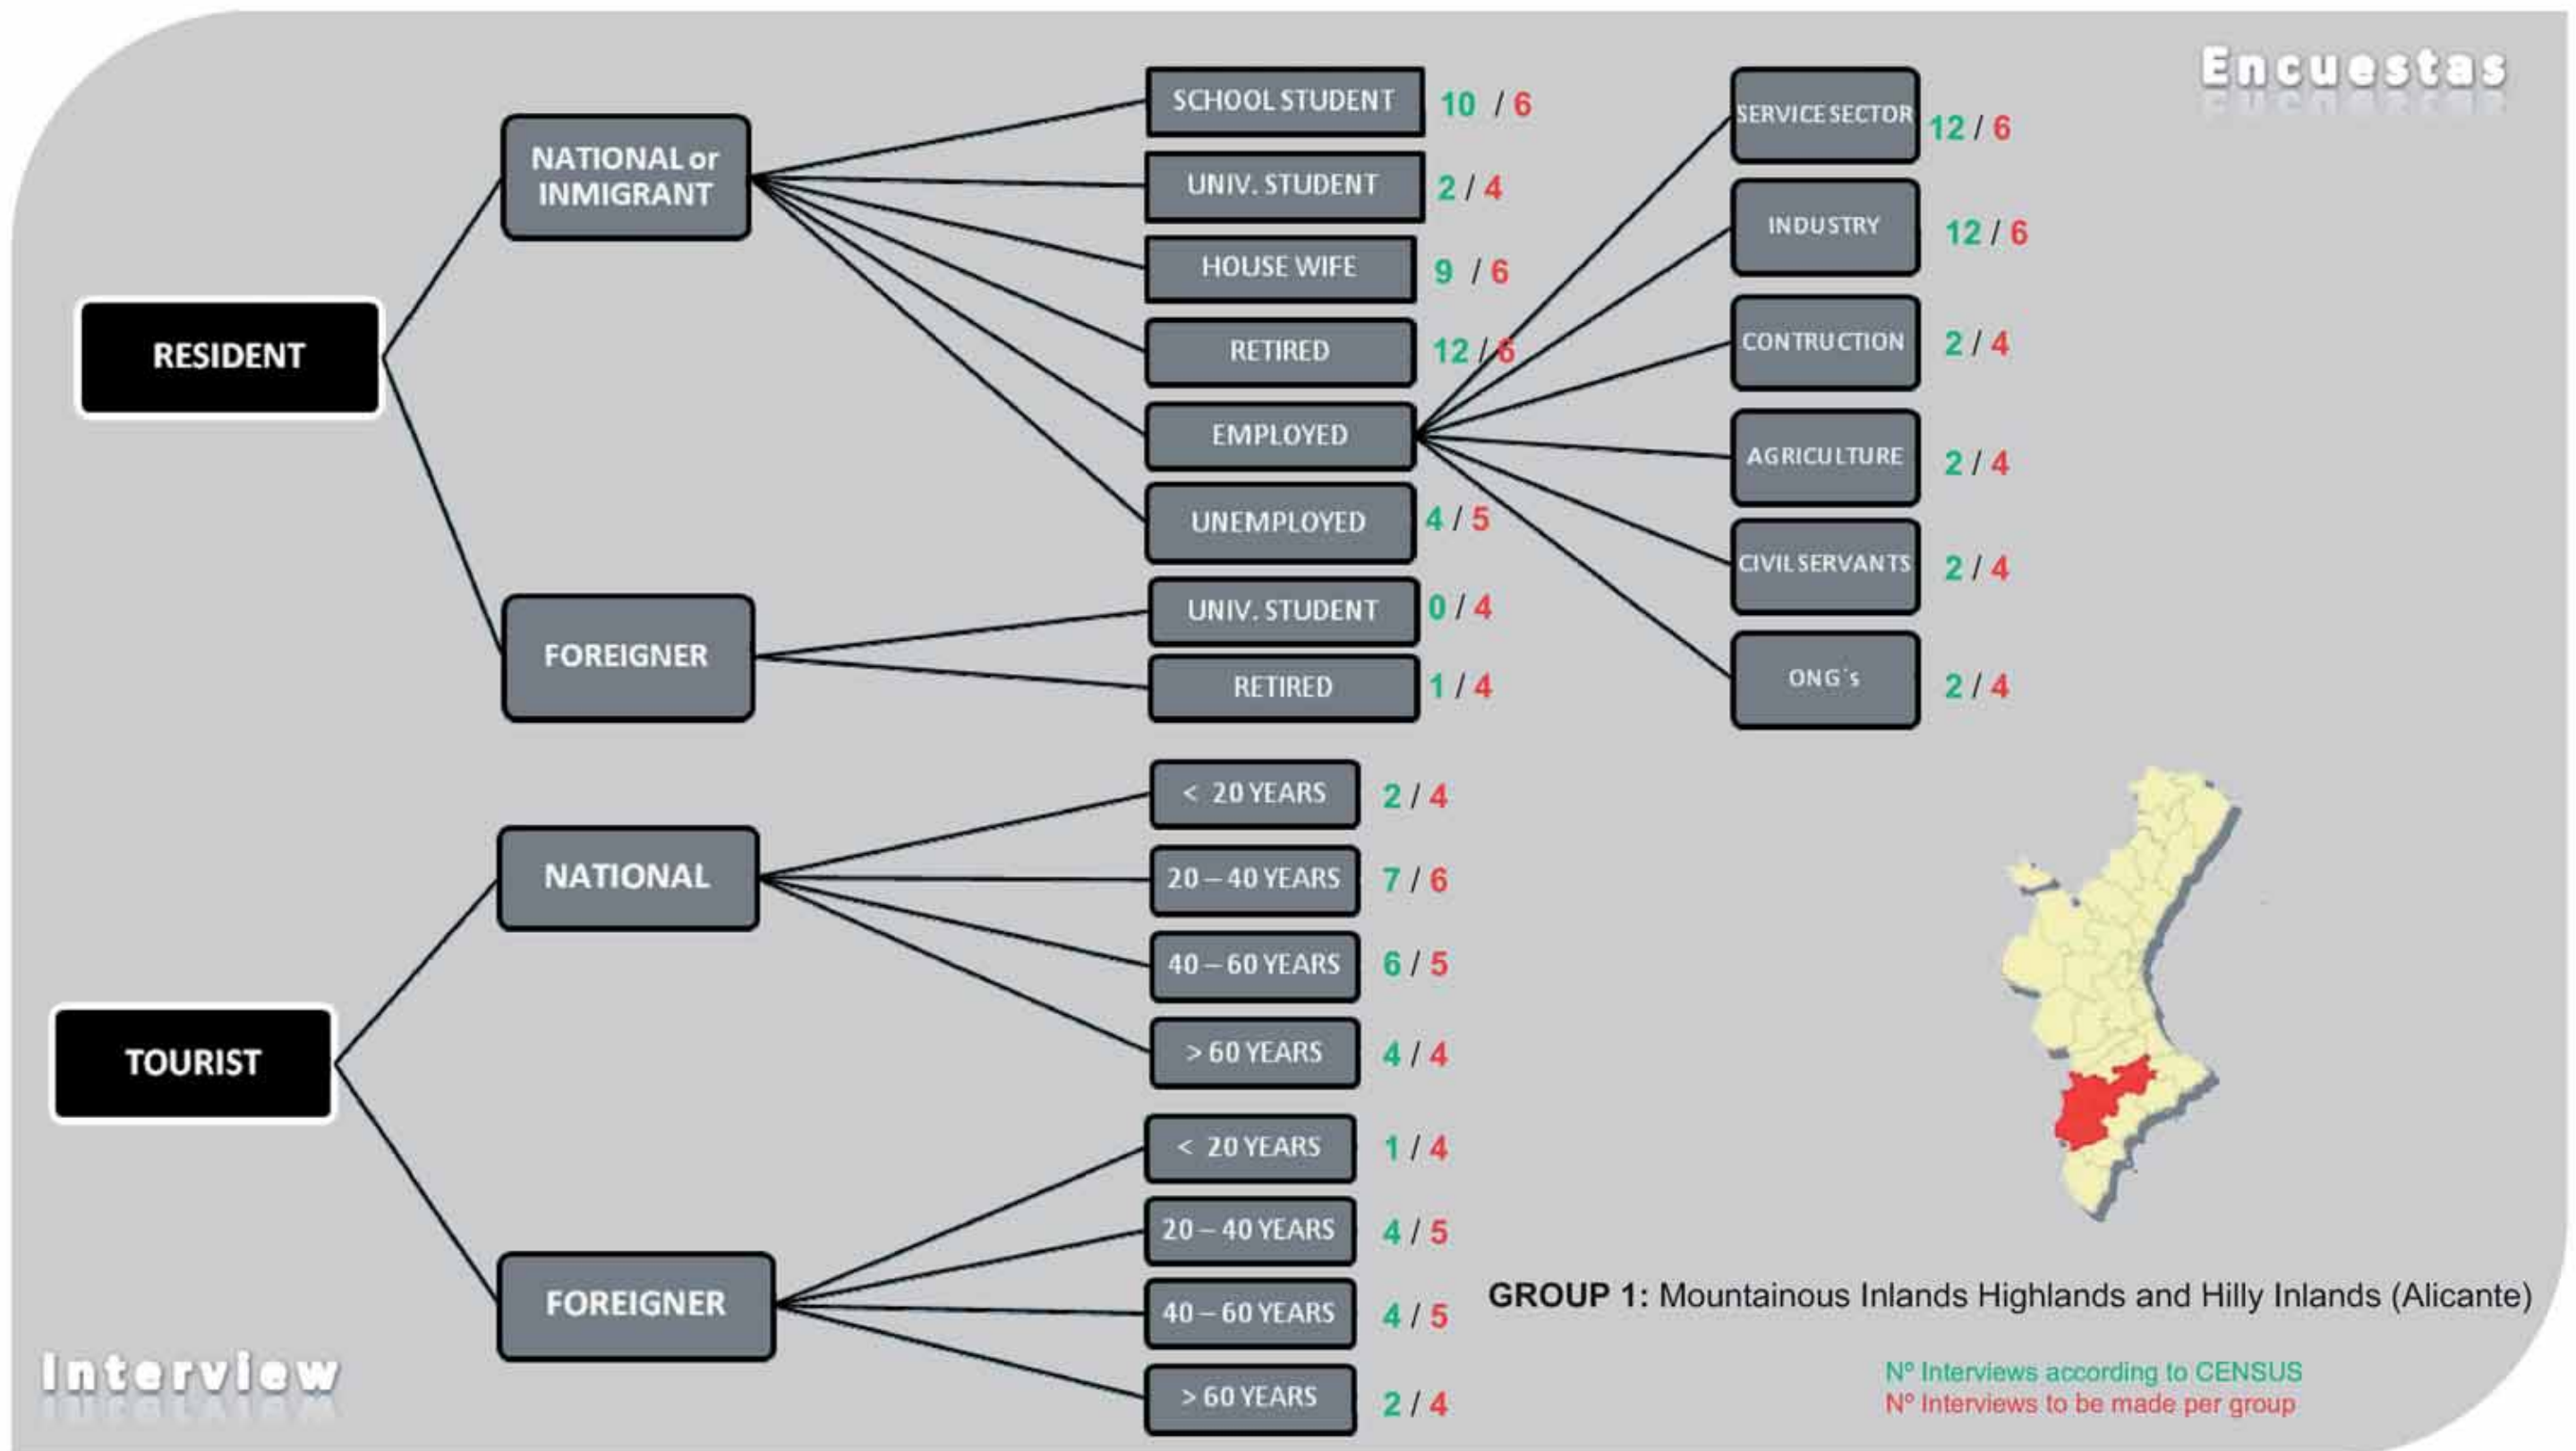 Encuestas
RESIDENT
NATIONAL or
INMIGRANT
SCHOOL STUDENT 10 / 6
UNIV. STUDENT 2 / 4
HOUSE WIFE 9 / 6
RETIRED 12 / 6
EMPLOYED
UNEMPLOYED 4 / 5
SERVICE SECTOR 12 / 6
INDUSTRY 12 / 6
CONTRUCTION 2 / 4
AGRICULTURE 2 / 4
CIVIL SERVANTS 2 / 4
ONG´s 2 / 4
FOREIGNER
UNIV. STUDENT 0 / 4
RETIRED 1 / 4
TOURIST
NATIONAL
< 20 YEARS 2 / 4
20 – 40 YEARS 7 / 6
40 – 60 YEARS 6 / 5
> 60 YEARS 4 / 4
FOREIGNER
< 20 YEARS 1 / 4
20 – 40 YEARS 4 / 5
40 – 60 YEARS 4 / 5
> 60 YEARS 2 / 4
GROUP 1: Mountainous Inlands Highlands and Hilly Inlands (Alicante)
Nº Interviews according to CENSUS
Nº Interviews to be made per group
Interview